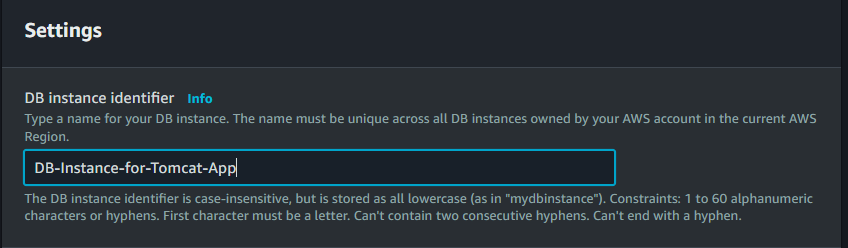 Settings
DB instance identifier Info
Type a name for your DB instance. The name must be unique across all DB instances owned by your AWS account in the current AWS
Region.
DB-Instance-for-Tomcat-App
The DB instance identifier is case-insensitive, but is stored as all lowercase (as in "mydbinstance"). Constraints: 1 to 60 alphanumeric
characters or hyphens. First character must be a letter. Can't contain two consecutive hyphens. Can't end with a hyphen.